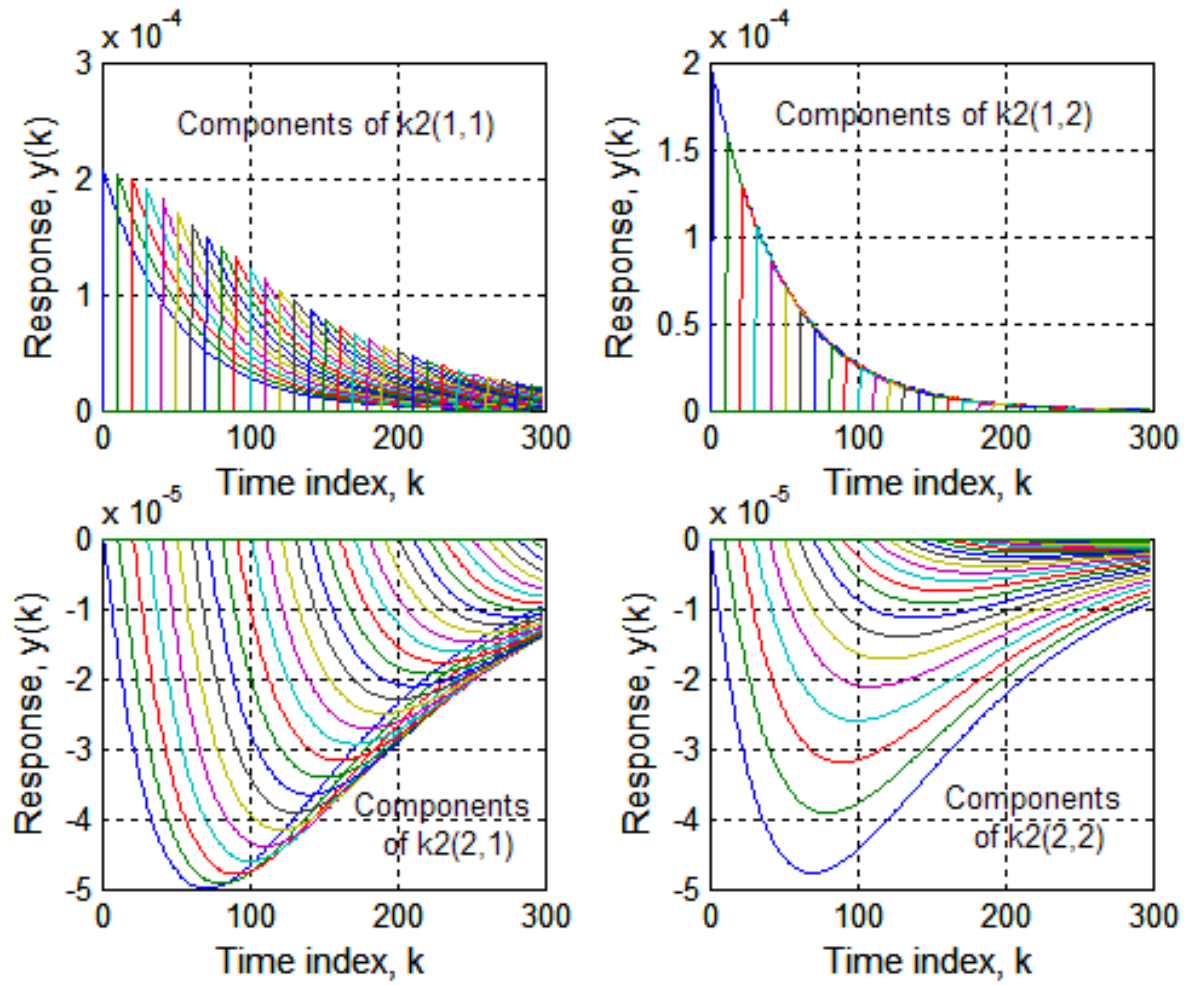 x 10-4
3
2
1
0
Response, y(k)
Components of k2(1,1)
0 100 200 300
Time index, k
x 10-4
2
1.5
1
0.5
0
Response, y(k)
Components of k2(1,2)
0 100 200 300
Time index, k
x 10-5
0
-1
-2
-3
-4
-5
Response, y(k)
Components
of k2(2,1)
0 100 200 300
Time index, k
x 10-5
0
-1
-2
-3
-4
-5
Response, y(k)
Components
of k2(2,2)
0 100 200 300
Time index, k